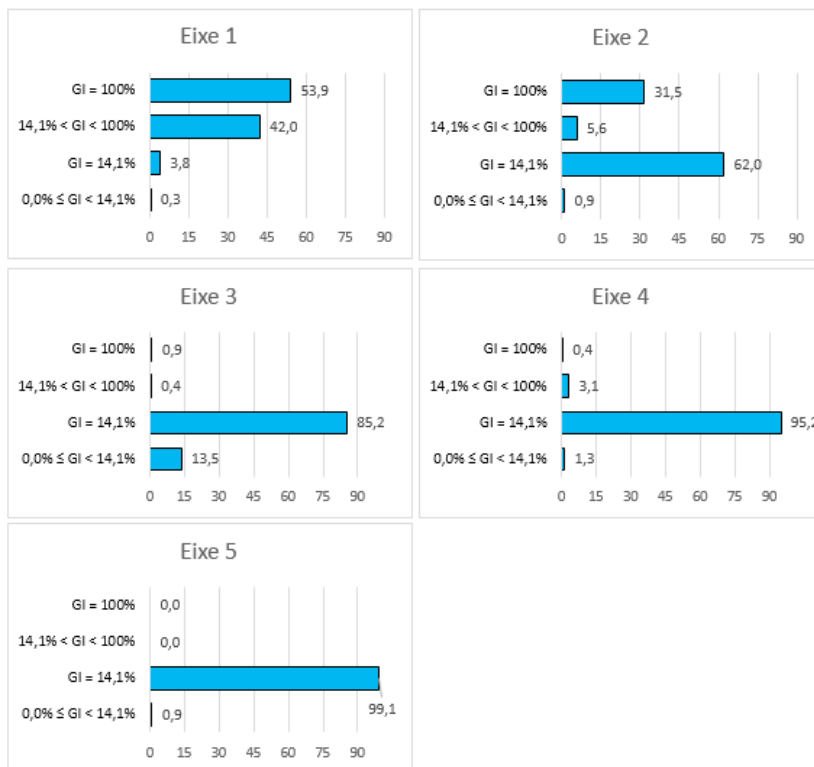 Eixe 1
GI = 100%
53,9
14,1% < GI < 100%
42,0
GI = 14,1%
3,8
0,0% ≤ GI < 14,1%
0,3
0 15 30 45 60 75 90
Eixe 2
GI = 100%
31,5
14,1% < GI < 100%
5,6
GI = 14,1%
62,0
0,0% ≤ GI < 14,1%
0,9
0 15 30 45 60 75 90
Eixe 3
GI = 100%
0,9
14,1% < GI < 100%
0,4
GI = 14,1%
85,2
0,0% ≤ GI < 14,1%
13,5
0 15 30 45 60 75 90
Eixe 4
GI = 100%
0,4
14,1% < GI < 100%
3,1
GI = 14,1%
95,2
0,0% ≤ GI < 14,1%
1,3
0 15 30 45 60 75 90
Eixe 5
GI = 100%
0,0
14,1% < GI < 100%
0,0
GI = 14,1%
99,1
0,0% ≤ GI < 14,1%
0,9
0 15 30 45 60 75 90